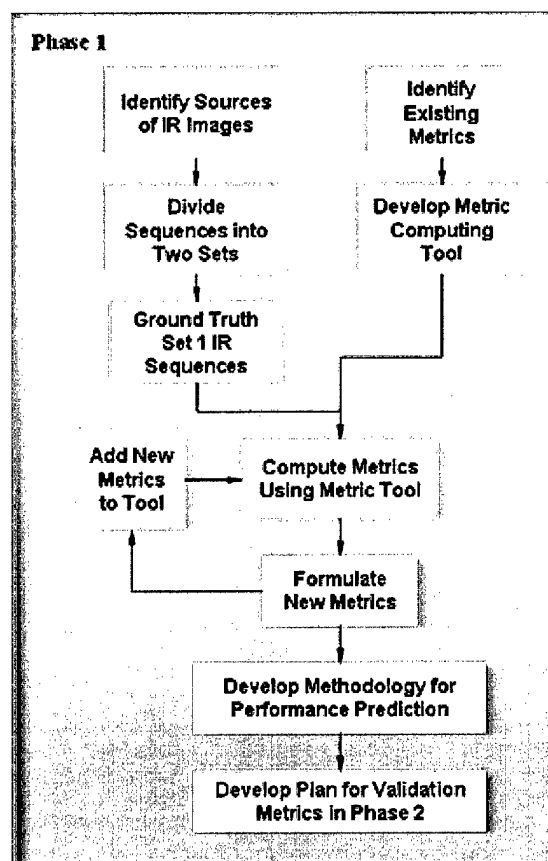 Phase 1
Identify Sources
of IR Images
Identify
Existing
Metrics
Divide
Sequences into
Two Sets
Develop Metric
Computing
Tool
Ground Truth
Set 1 IR
Sequences
Add New
Metrics
to Tool
Compute Metrics
Using Metric Tool
Formulate
New Metrics
Develop Methodology for
Performance Prediction
Develop Plan for Validation
Metrics in Phase 2